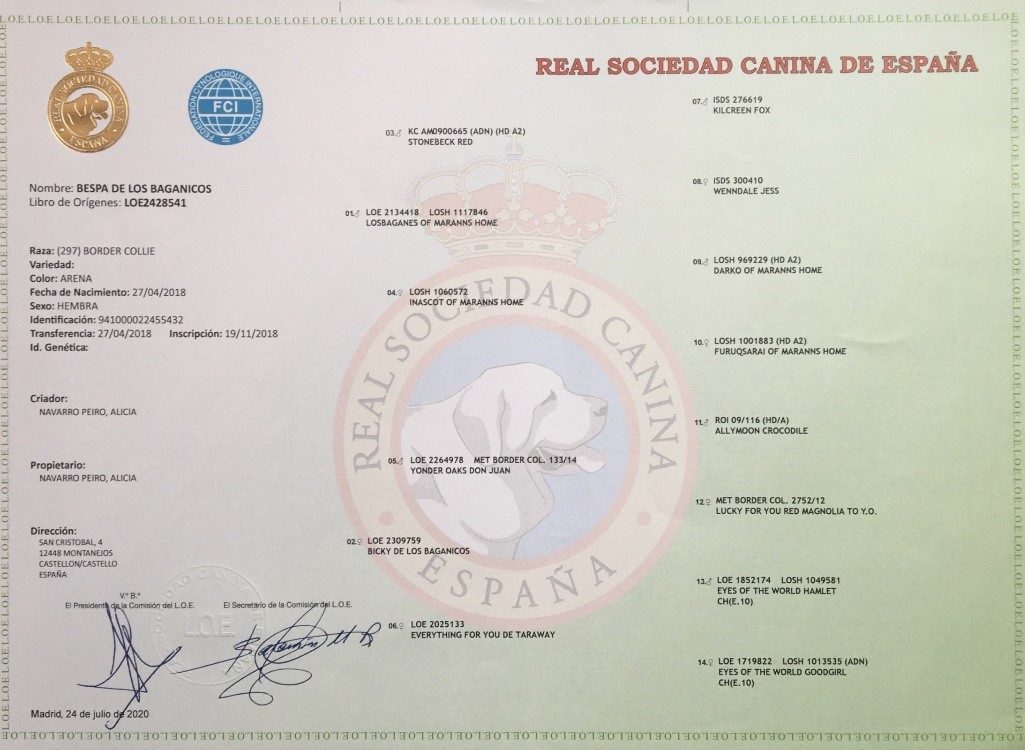 REAL SOCIEDAD CANINA DE ESPAÑA
REAL SOCIEDAD CANINA
ESPAÑA
FEDERATION CYNOLOGIQUE INTERNATIONALE
FCI
Nombre: BESPA DE LOS BAGANICOS
Libro de Orígenes: LOE2428541
Raza: (297) BORDER COLLIE
Variedad:
Color: ARENA
Fecha de Nacimiento: 27/04/2018
Sexo: HEMBRA
Identificación: 941000022455432
Transferencia: 27/04/2018 Inscripción: 19/11/2018
Id. Genética:
Criador:
NAVARRO PEIRO, ALICIA
Propietario:
NAVARRO PEIRO, ALICIA
Dirección:
SAN CRISTOBAL, 4
12448 MONTANEJOS
CASTELLON/CASTELLO
ESPAÑA
V.º B.º
El Presidente de la Comisión del L.O.E. El Secretario de la Comisión del L.O.E.
L.O.E.
Madrid, 24 de julio de 2020
01.♂ LOE 2134418 LOSH 1117846
LOSBAGANES OF MARANNS HOME
02.♀ LOE 2309759
BICKY DE LOS BAGANICOS
03.♂ KC AM0900665 (ADN) (HD A2)
STONEBECK RED
04.♀ LOSH 1060572
INASCOT OF MARANNS HOME
05.♂ LOE 2264978 MET BORDER COL. 133/14
YONDER OAKS DON JUAN
06.♀ LOE 2025133
EVERYTHING FOR YOU DE TARAWAY
07.♂ ISDS 276619
KILCREEN FOX
08.♀ ISDS 300410
WENNDALE JESS
09.♂ LOSH 969229 (HD A2)
DARKO OF MARANNS HOME
10.♀ LOSH 1001883 (HD A2)
FURUQSARAI OF MARANNS HOME
11.♂ ROI 09/116 (HD/A)
ALLYMOON CROCODILE
12.♀ MET BORDER COL. 2752/12
LUCKY FOR YOU RED MAGNOLIA TO Y.O.
13.♂ LOE 1852174 LOSH 1049581
EYES OF THE WORLD HAMLET
CH(E.10)
14.♀ LOE 1719822 LOSH 1013535 (ADN)
EYES OF THE WORLD GOODGIRL
CH(E.10)
REAL SOCIEDAD CANINA
ESPAÑA